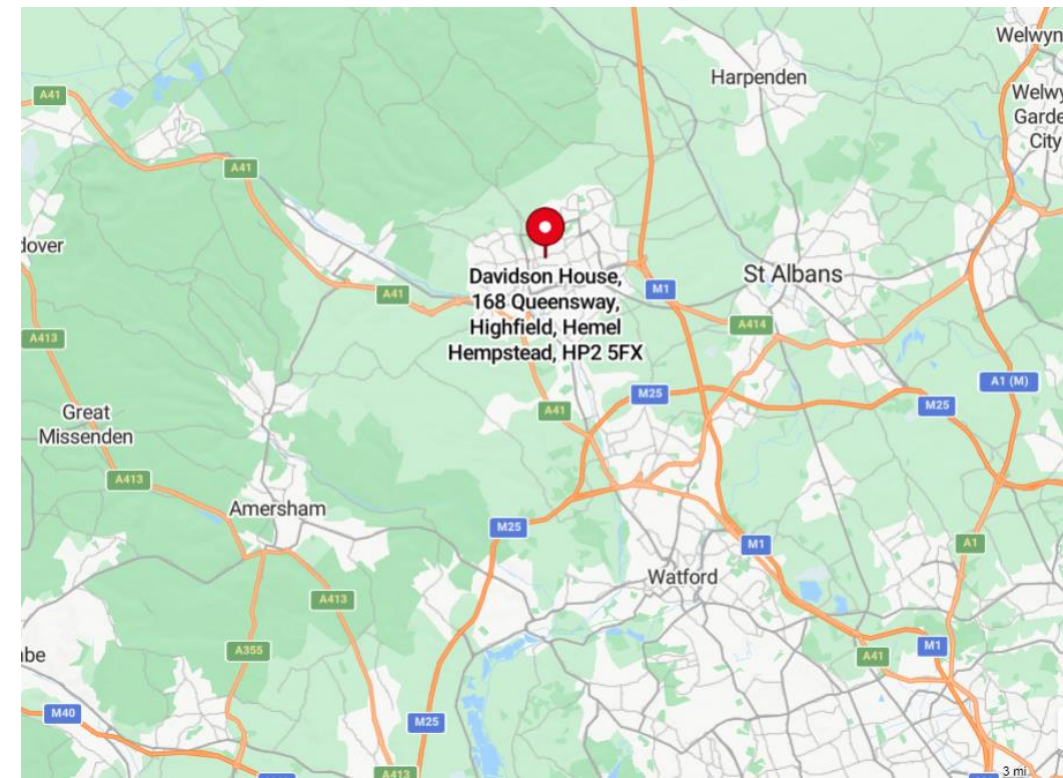 Welwyn
Harpenden
A41
Welwy
Garde
City
A41
dover
St Albans
Davidson House,
168 Queensway,
Highfield, Hemel
Hempstead, HP2 5FX
M1
A41
A414
A413
A1 (M)
M25
M25
A41
Great
Missenden
A413
Amersham
M25
A1
M1
Watford
A413
M1
A355
A41
be
M40
M25
A413
3 mi